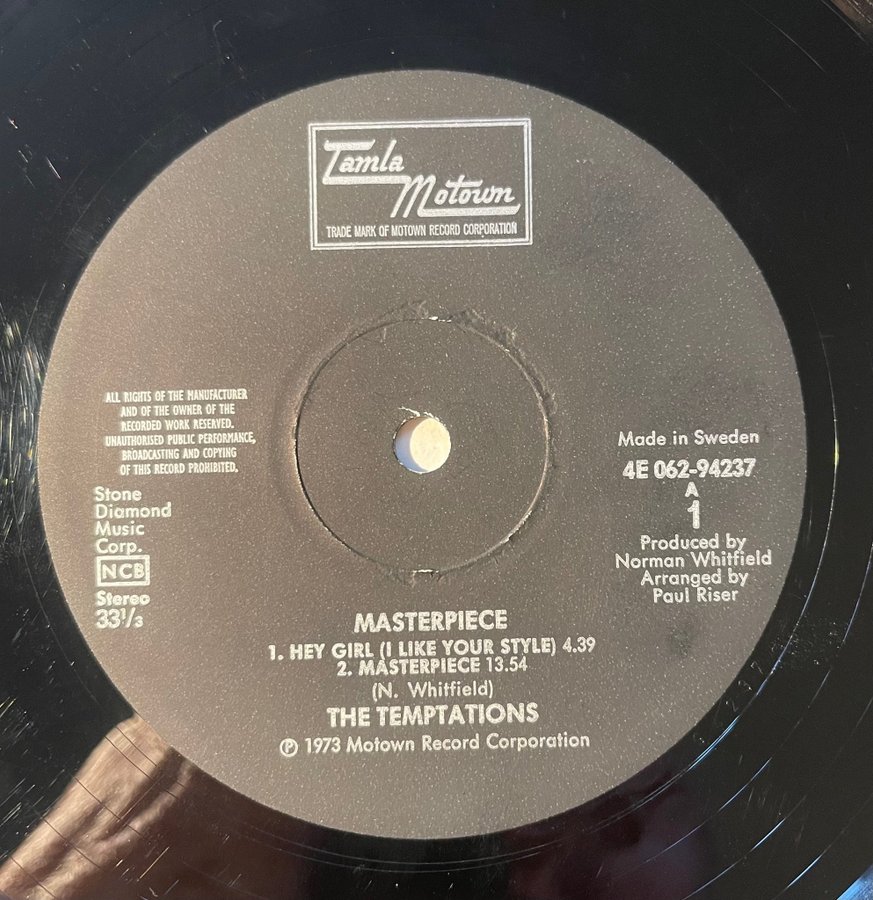 Tamla
Motown
TRADE MARK OF MOTOWN RECORD CORPORATION
ALL RIGHTS OF THE MANUFACTURER
AND OF THE OWNER OF THE
RECORDED WORK RESERVED.
UNAUTHORISED PUBLIC PERFORMANCE,
BROADCASTING AND COPYING
OF THIS RECORD PROHIBITED.
Stone
Diamond
Music
Corp.
NCB
Stereo
33⅓
Made in Sweden
4E 062-94237
A
1
Produced by
Norman Whitfield
Arranged by
Paul Riser
MASTERPIECE
1. HEY GIRL (I LIKE YOUR STYLE) 4.39
2. MASTERPIECE 13.54
(N. Whitfield)
THE TEMPTATIONS
℗ 1973 Motown Record Corporation